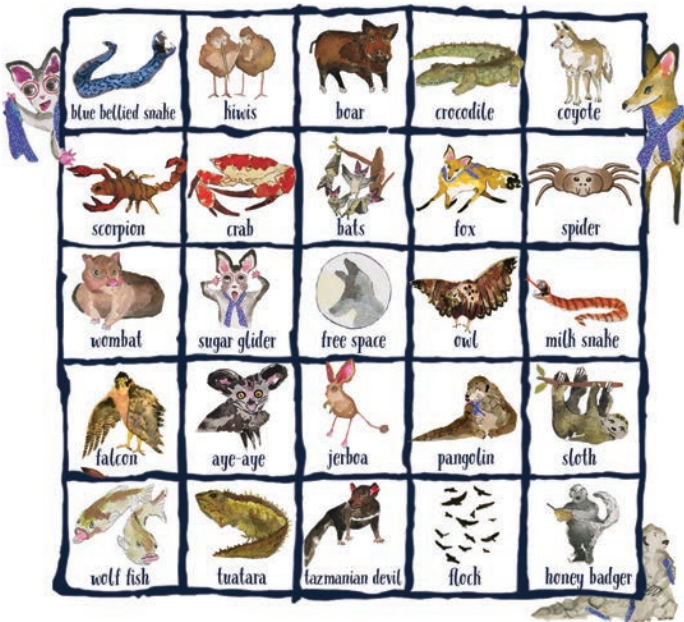 blue bellied snake
kiwis
boar
crocodile
coyote
scorpion
crab
bats
fox
spider
wombat
sugar glider
free space
owl
milk snake
falcon
aye-aye
jerboa
pangolin
sloth
wolf fish
tuatara
tazmanian devil
flock
honey badger